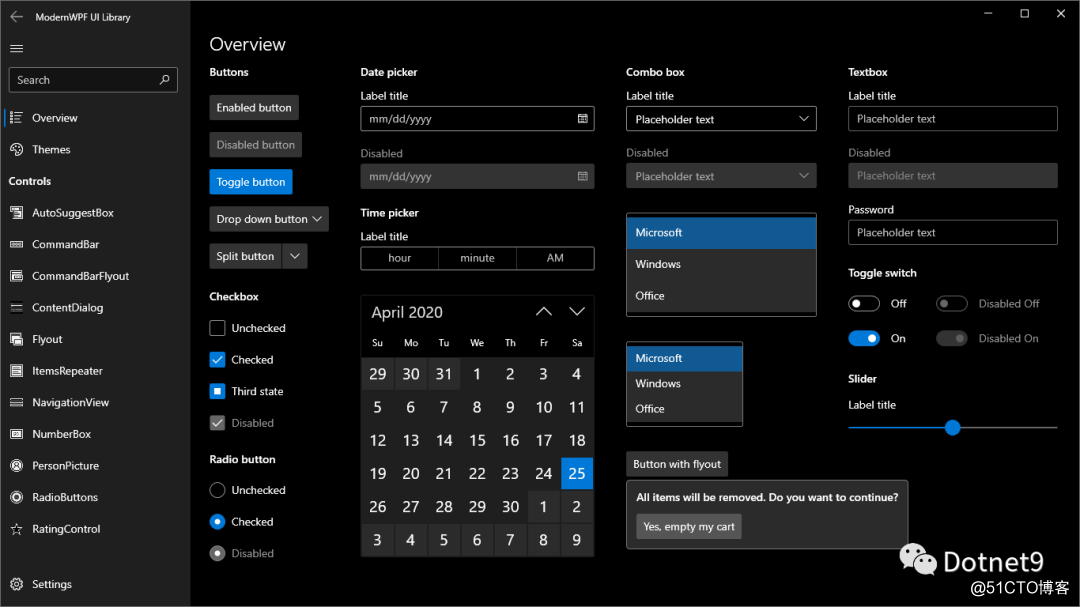 ModernWPF UI Library
Search
Overview
Themes
Controls
AutoSuggestBox
CommandBar
CommandBarFlyout
ContentDialog
Flyout
ItemsRepeater
NavigationView
NumberBox
PersonPicture
RadioButtons
RatingControl
Settings
Overview
Buttons
Enabled button
Disabled button
Toggle button
Drop down button
Split button
Checkbox
Unchecked
Checked
Third state
Disabled
Radio button
Unchecked
Checked
Disabled
Date picker
Label title
mm/dd/yyyy
Disabled
mm/dd/yyyy
Time picker
Label title
hour minute AM
April 2020
Su Mo Tu We Th Fr Sa
29 30 31 1 2 3 4
5 6 7 8 9 10 11
12 13 14 15 16 17 18
19 20 21 22 23 24 25
26 27 28 29 30 1 2
3 4 5 6 7 8 9
Combo box
Label title
Placeholder text
Disabled
Placeholder text
Microsoft
Windows
Office
Microsoft
Windows
Office
Button with flyout
All items will be removed. Do you want to continue?
Yes, empty my cart
Textbox
Label title
Placeholder text
Disabled
Placeholder text
Password
Placeholder text
Toggle switch
Off Disabled Off
On Disabled On
Slider
Label title
Dotnet9
@51CTO博客